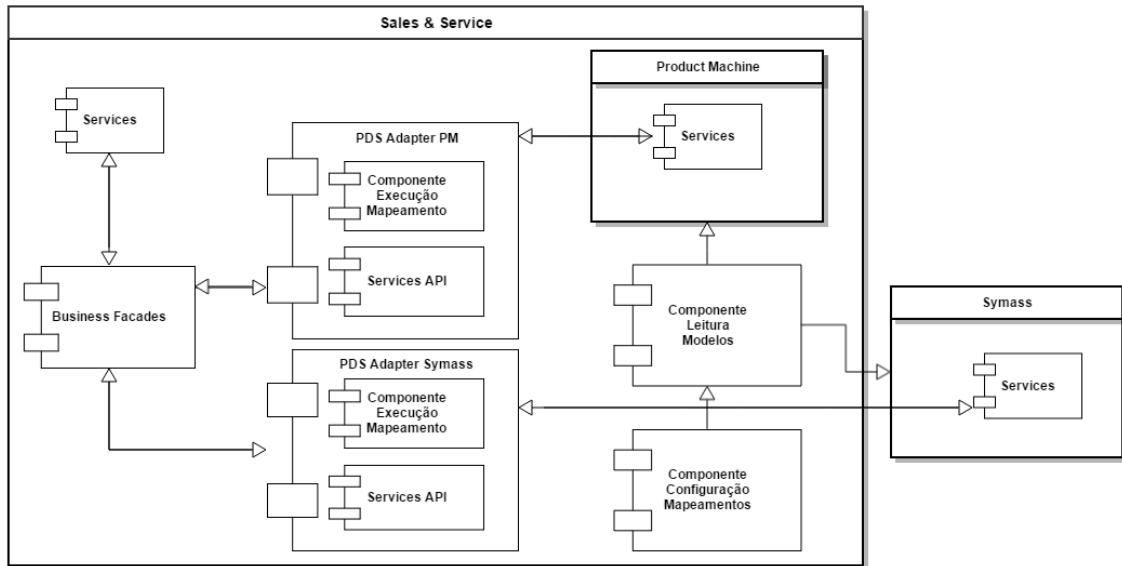 Sales & Service
Product Machine
Services
Services
PDS Adapter PM
Componente
Execução
Mapeamento
Services API
Business Facades
Componente
Leitura
Modelos
Symass
Services
PDS Adapter Symass
Componente
Execução
Mapeamento
Services API
Componente
Configuração
Mapeamentos